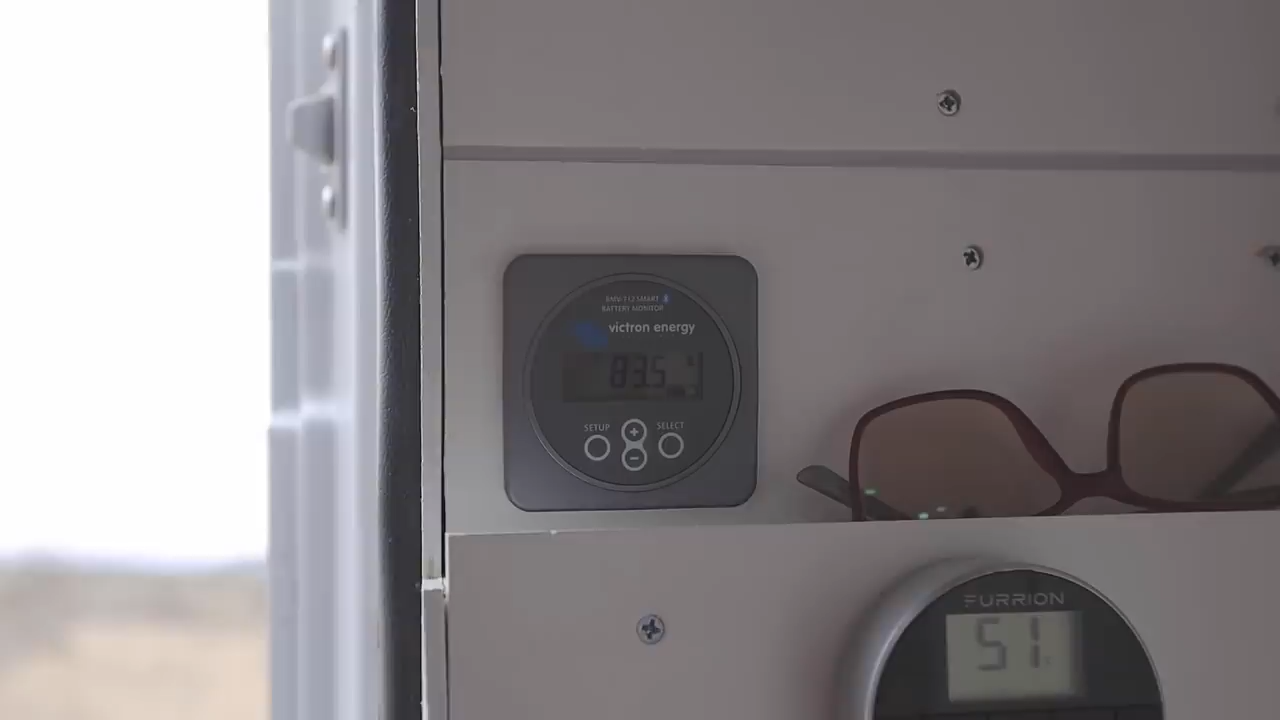 BMV-712 SMART
BATTERY MONITOR
victron energy
83.5
SETUP
SELECT
FURRION
51